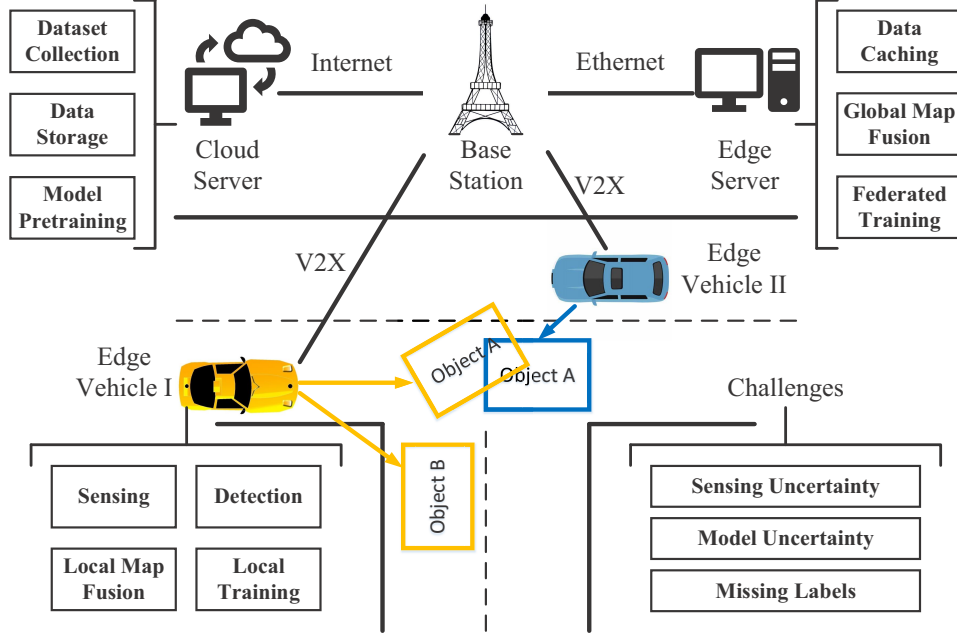 Dataset
Collection
Data
Storage
Model
Pretraining
Internet
Ethernet
Cloud
Server
Base
Station
Edge
Server
Data
Caching
Global Map
Fusion
Federated
Training
V2X
V2X
Edge
Vehicle II
Edge
Vehicle I
Object A
Object A
Object B
Challenges
Sensing
Detection
Local Map
Fusion
Local
Training
Sensing Uncertainty
Model Uncertainty
Missing Labels